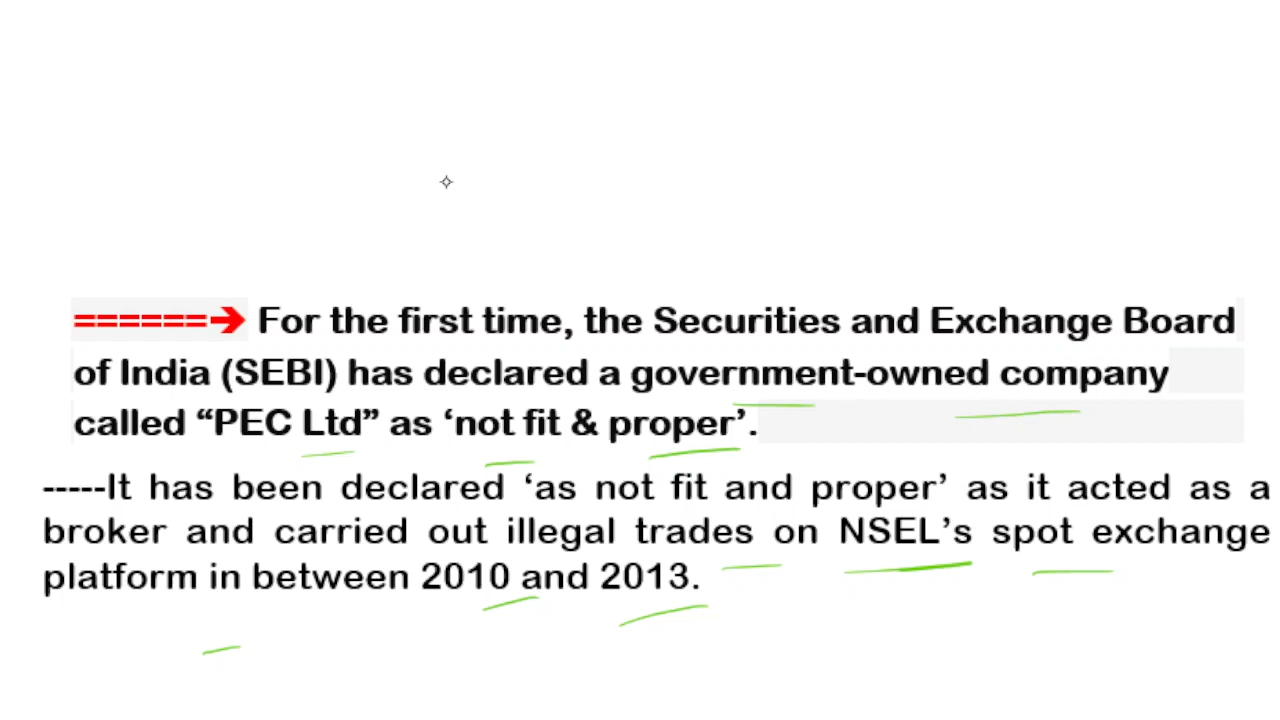 ======➔ For the first time, the Securities and Exchange Board
of India (SEBI) has declared a government-owned company
called “PEC Ltd” as ‘not fit & proper’.
-----It has been declared ‘as not fit and proper’ as it acted as a
broker and carried out illegal trades on NSEL’s spot exchange
platform in between 2010 and 2013.